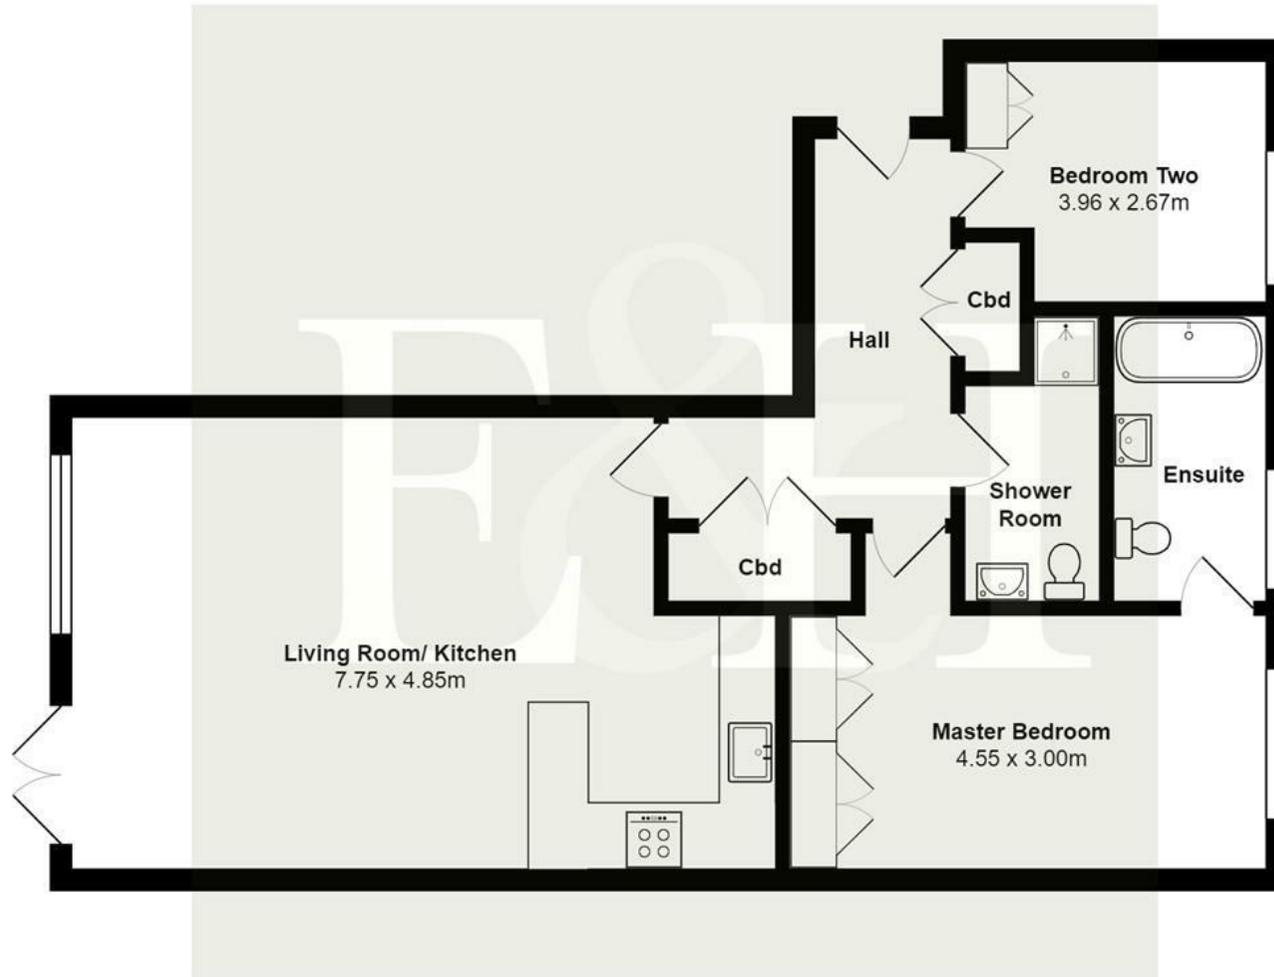 Bedroom Two
3.96 x 2.67m
Cbd
Hall
Ensuite
Shower
Room
Cbd
Living Room/ Kitchen
7.75 x 4.85m
Master Bedroom
4.55 x 3.00m
E&H